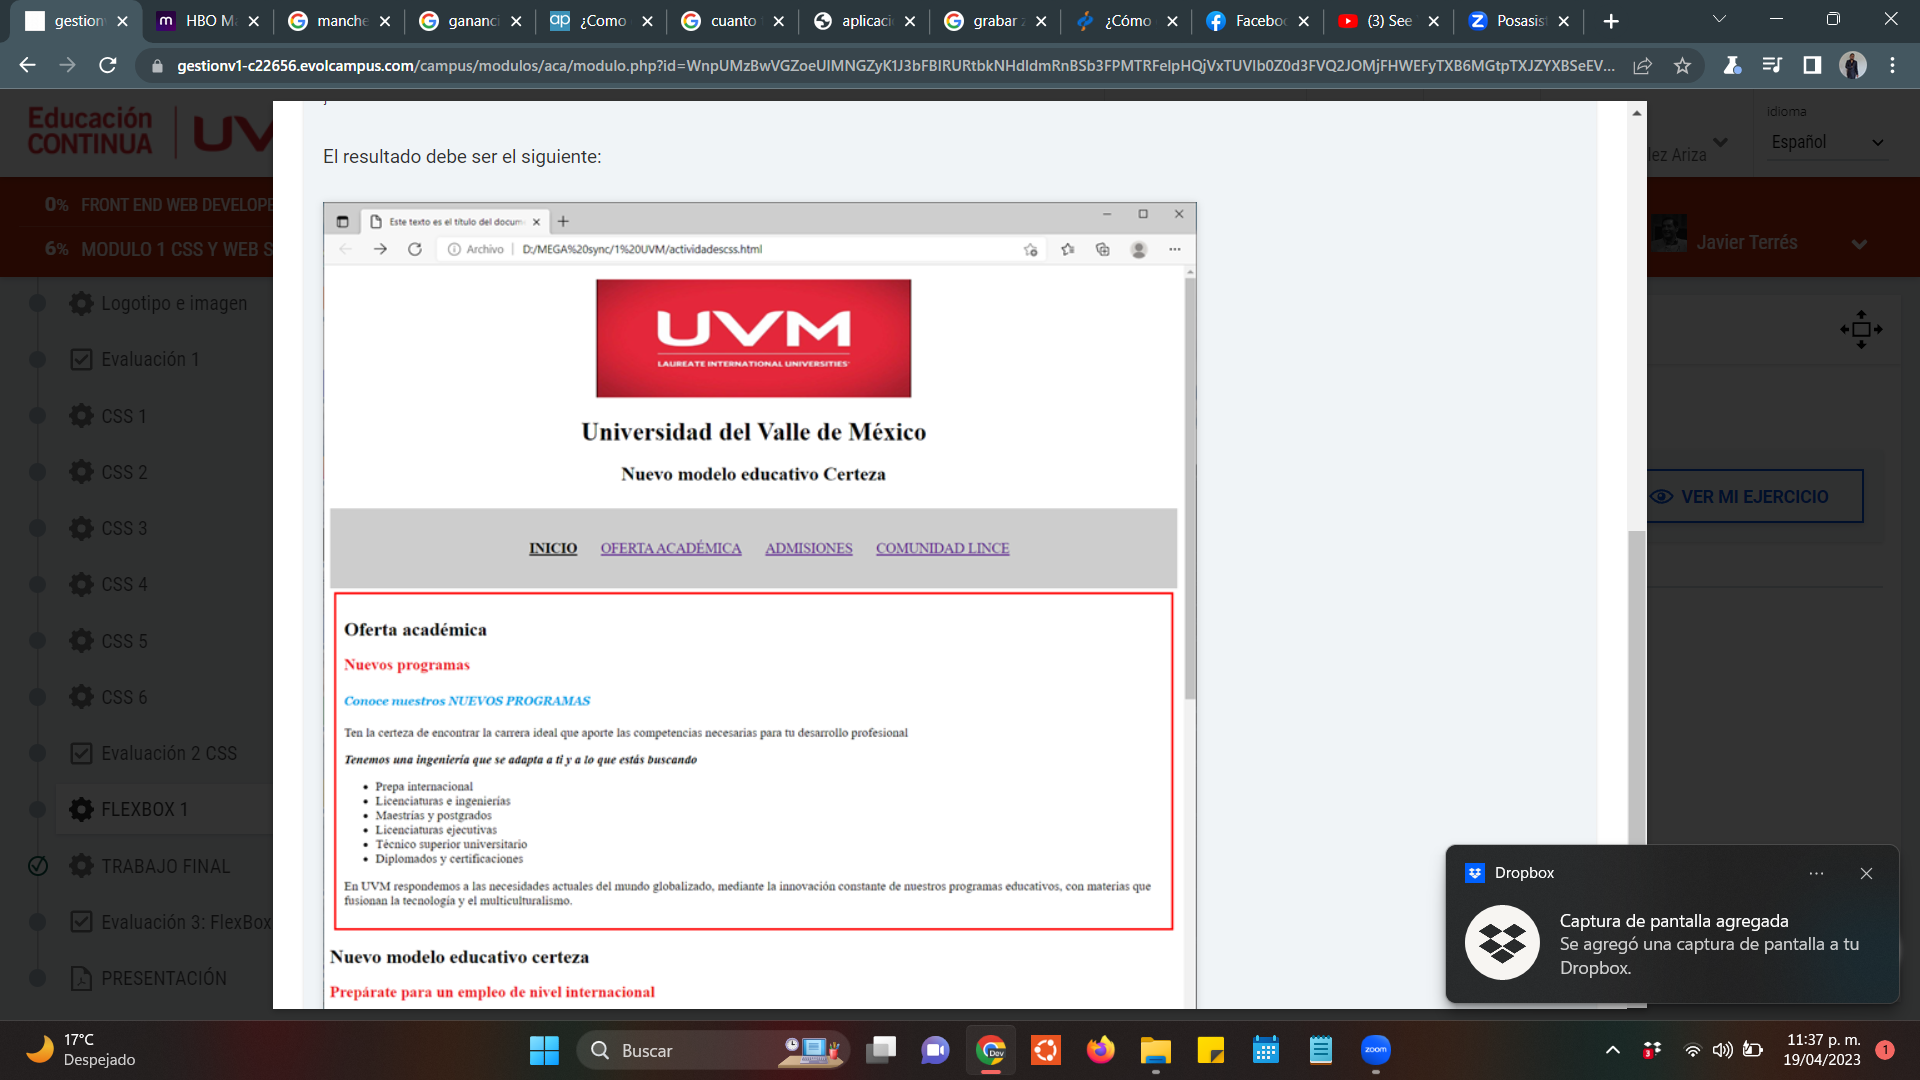 gestion
HBO M
manche
gananci
¿Como
cuanto
aplicaci
grabar
¿Cómo
Facebo
(3) See
Posasis
gestionv1-c22656.evolcampus.com/campus/modulos/aca/modulo.php?id=
Educación
CONTINUA
UVM
idioma
Español
lez Ariza
0% FRONT END WEB DEVELOPE
6% MODULO 1 CSS Y WEB S
Javier Terrés
Logotipo e imagen
Evaluación 1
CSS 1
CSS 2
CSS 3
CSS 4
CSS 5
CSS 6
Evaluación 2 CSS
FLEXBOX 1
TRABAJO FINAL
Evaluación 3: FlexBox
PRESENTACIÓN
VER MI EJERCICIO
El resultado debe ser el siguiente:
Este texto es el título del docum
Archivo | D:/MEGA%20sync/1%20UVM/actividadescss.html
UVM
LAUREATE INTERNATIONAL UNIVERSITIES
Universidad del Valle de México
Nuevo modelo educativo Certeza
INICIO OFERTA ACADÉMICA ADMISIONES COMUNIDAD LINCE
Oferta académica
Nuevos programas
Conoce nuestros NUEVOS PROGRAMAS
Ten la certeza de encontrar la carrera ideal que aporte las competencias necesarias para tu desarrollo profesional
Tenemos una ingeniería que se adapta a ti y a lo que estás buscando
• Prepa internacional
• Licenciaturas e ingenierías
• Maestrías y postgrados
• Licenciaturas ejecutivas
• Técnico superior universitario
• Diplomados y certificaciones
En UVM respondemos a las necesidades actuales del mundo globalizado, mediante la innovación constante de nuestros programas educativos, con materias que
fusionan la tecnología y el multiculturalismo.
Nuevo modelo educativo certeza
Prepárate para un empleo de nivel internacional
Dropbox
Captura de pantalla agregada
Se agregó una captura de pantalla a tu
Dropbox.
17°C
Despejado
Buscar
Dev
zoom
3
11:37 p. m.
19/04/2023
1